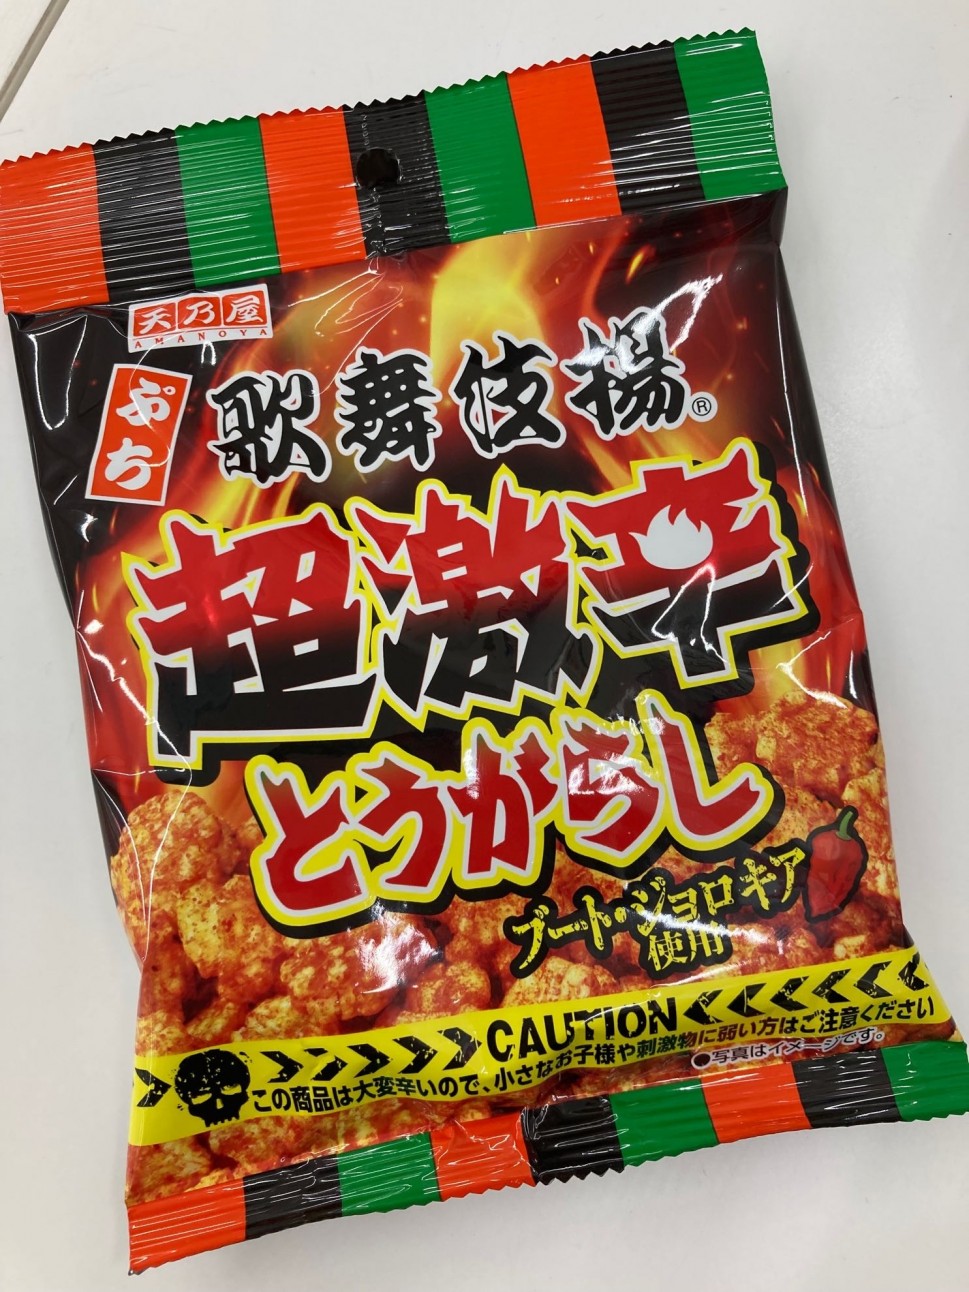 天乃屋
AMANOYA
ぷち
歌舞伎揚®
超激辛
とうがらし
ブート・ジョロキア
使用
CAUTION
この商品は大変辛いので、小さなお子様や刺激物に弱い方はご注意ください
●写真はイメージです。